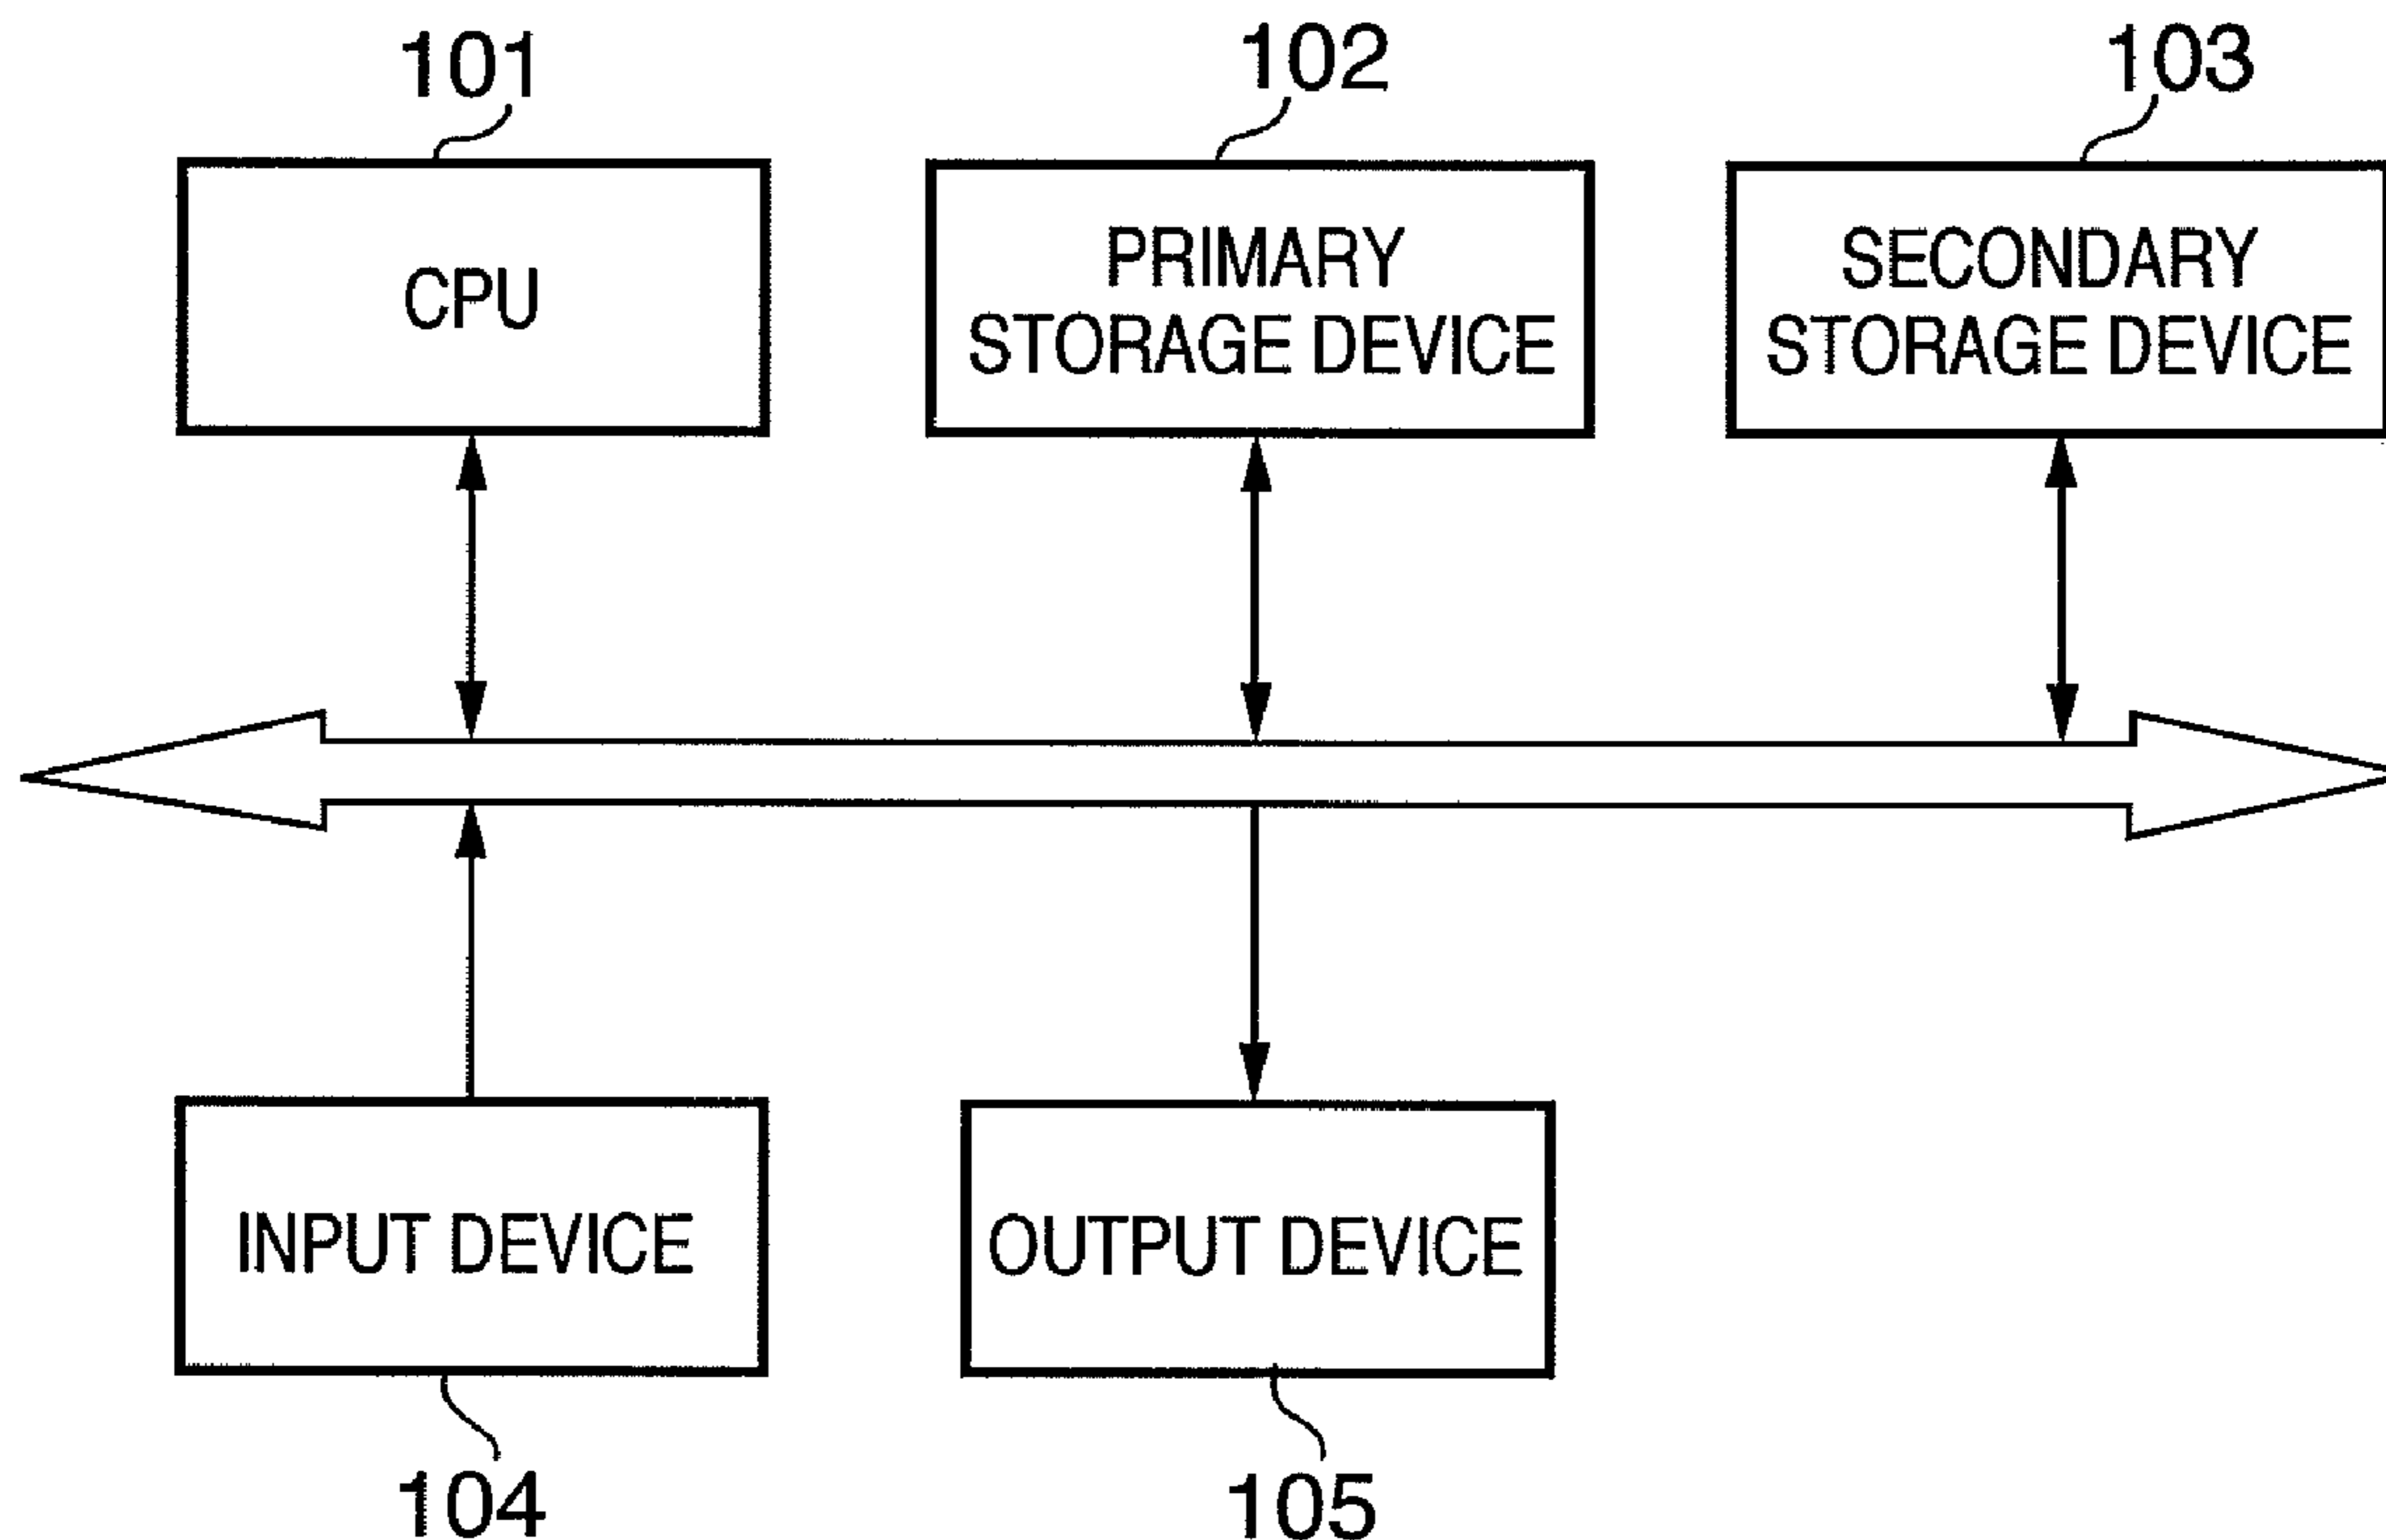 101
102
103
CPU
PRIMARY
STORAGE DEVICE
SECONDARY
STORAGE DEVICE
INPUT DEVICE
OUTPUT DEVICE
104
105